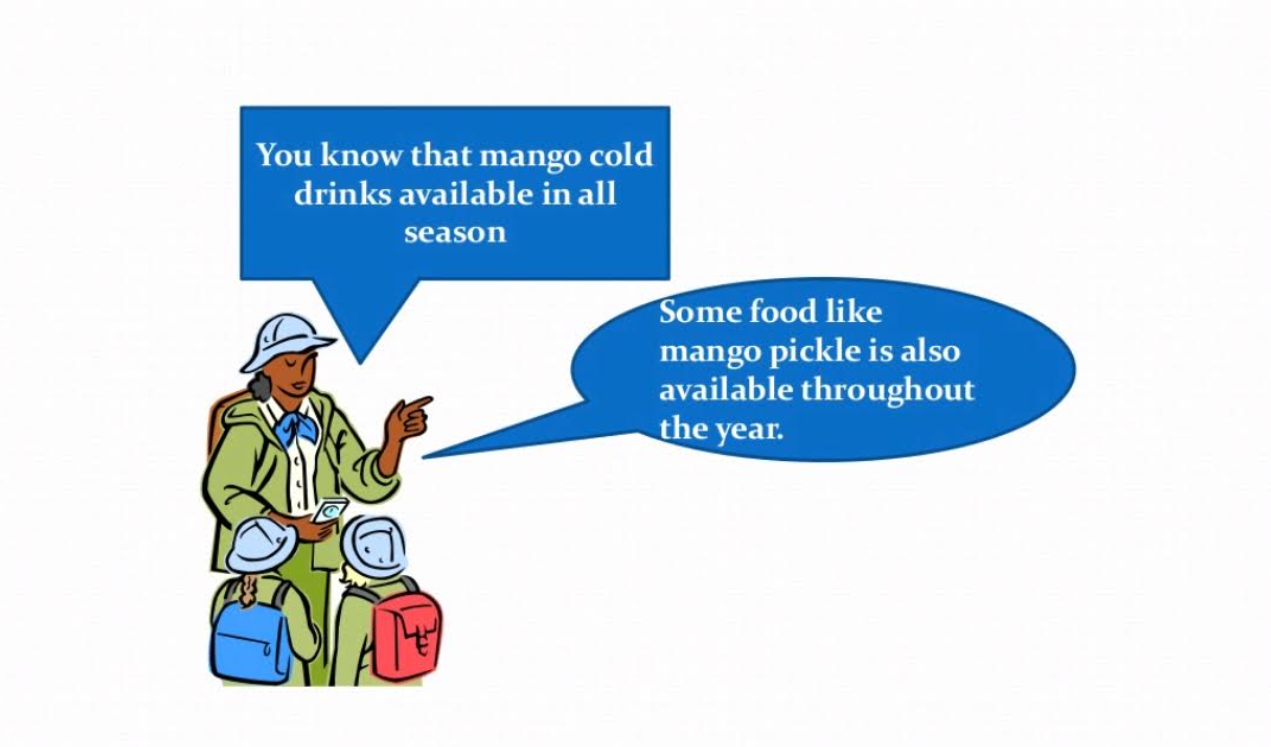 You know that mango cold
drinks available in all
season
Some food like
mango pickle is also
available throughout
the year.